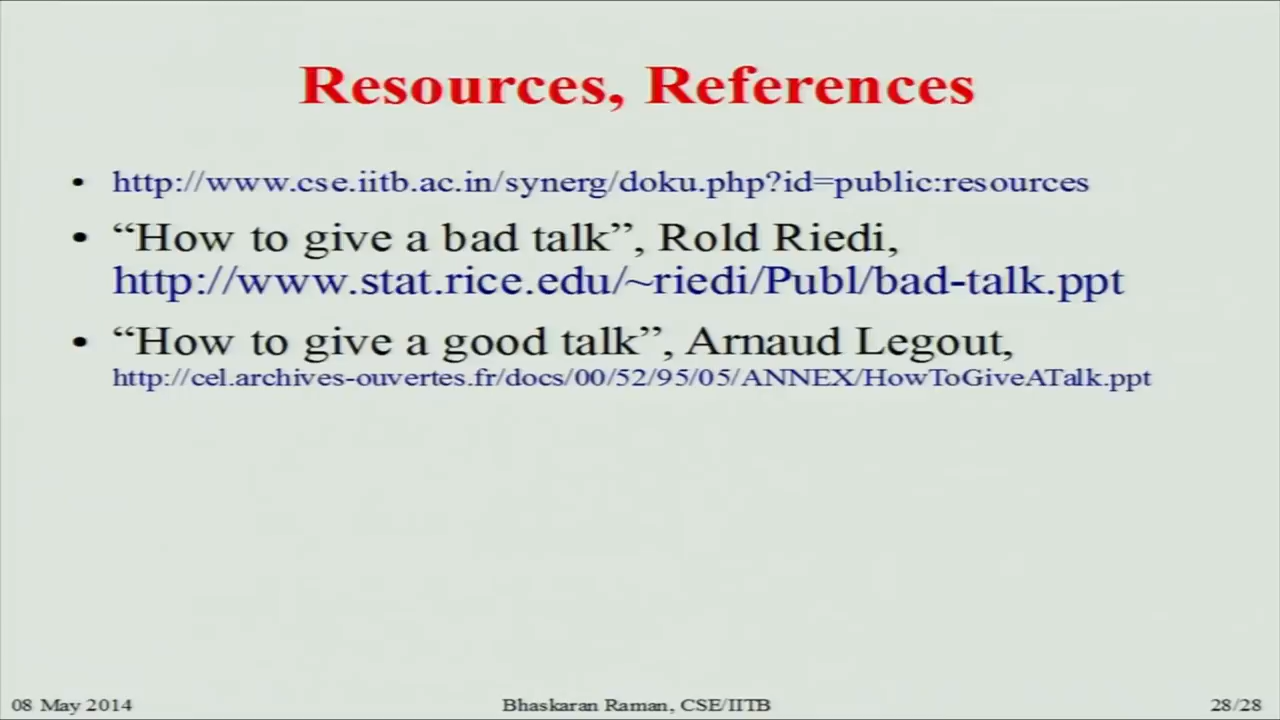 Resources, References
• http://www.cse.iitb.ac.in/synerg/doku.php?id=public:resources
• “How to give a bad talk”, Rold Riedi,
http://www.stat.rice.edu/~riedi/Publ/bad-talk.ppt
• “How to give a good talk”, Arnaud Legout,
http://cel.archives-ouvertes.fr/docs/00/52/95/05/ANNEX/HowToGiveATalk.ppt
08 May 2014
Bhaskaran Raman, CSE/IITB
28/28